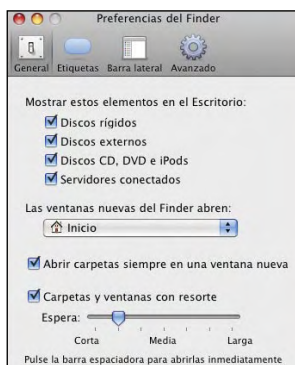 Preferencias del Finder
General Etiquetas Barra lateral Avanzado
Mostrar estos elementos en el Escritorio:
Discos rígidos
Discos externos
Discos CD, DVD e iPods
Servidores conectados
Las ventanas nuevas del Finder abren:
Inicio
Abrir carpetas siempre en una ventana nueva
Carpetas y ventanas con resorte
Espera:
Corta Media Larga
Pulse la barra espaciadora para abrirlas inmediatamente